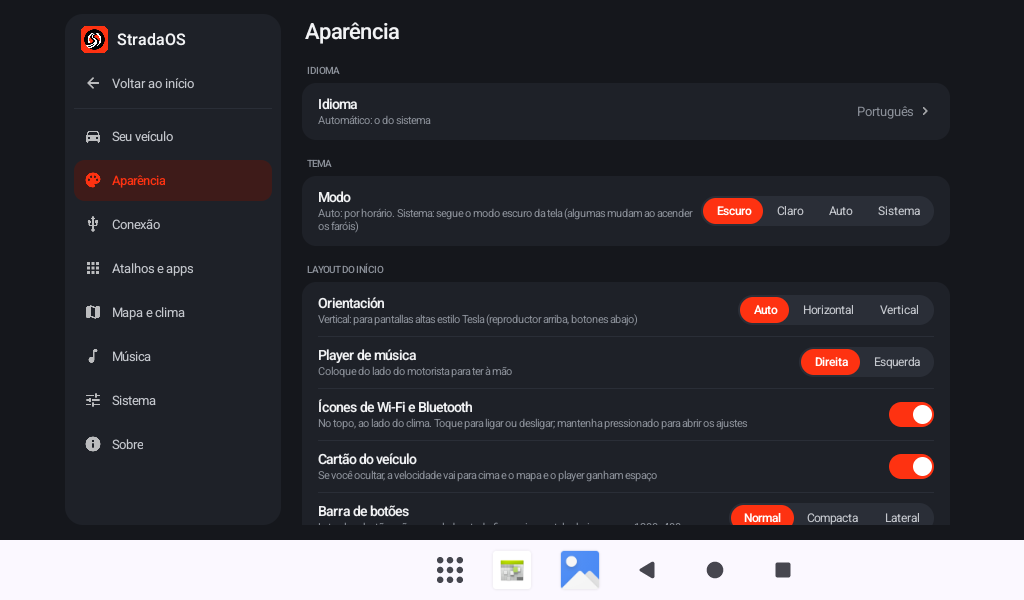 StradaOS
Voltar ao início
Seu veículo
Aparência
Conexão
Atalhos e apps
Mapa e clima
Música
Sistema
Sobre
Aparência
IDIOMA
Idioma
Automático: o do sistema
Português
TEMA
Modo
Auto: por horário. Sistema: segue o modo escuro da tela (algumas mudam ao acender
os faróis)
Escuro Claro Auto Sistema
LAYOUT DO INÍCIO
Orientación
Vertical: para pantallas altas estilo Tesla (reproductor arriba, botones abajo)
Auto Horizontal Vertical
Player de música
Coloque do lado do motorista para ter à mão
Direita Esquerda
Ícones de Wi-Fi e Bluetooth
No topo, ao lado do clima. Toque para ligar ou desligar; mantenha pressionado para abrir os ajustes
Cartão do veículo
Se você ocultar, a velocidade vai para cima e o mapa e o player ganham espaço
Barra de botões
Normal Compacta Lateral